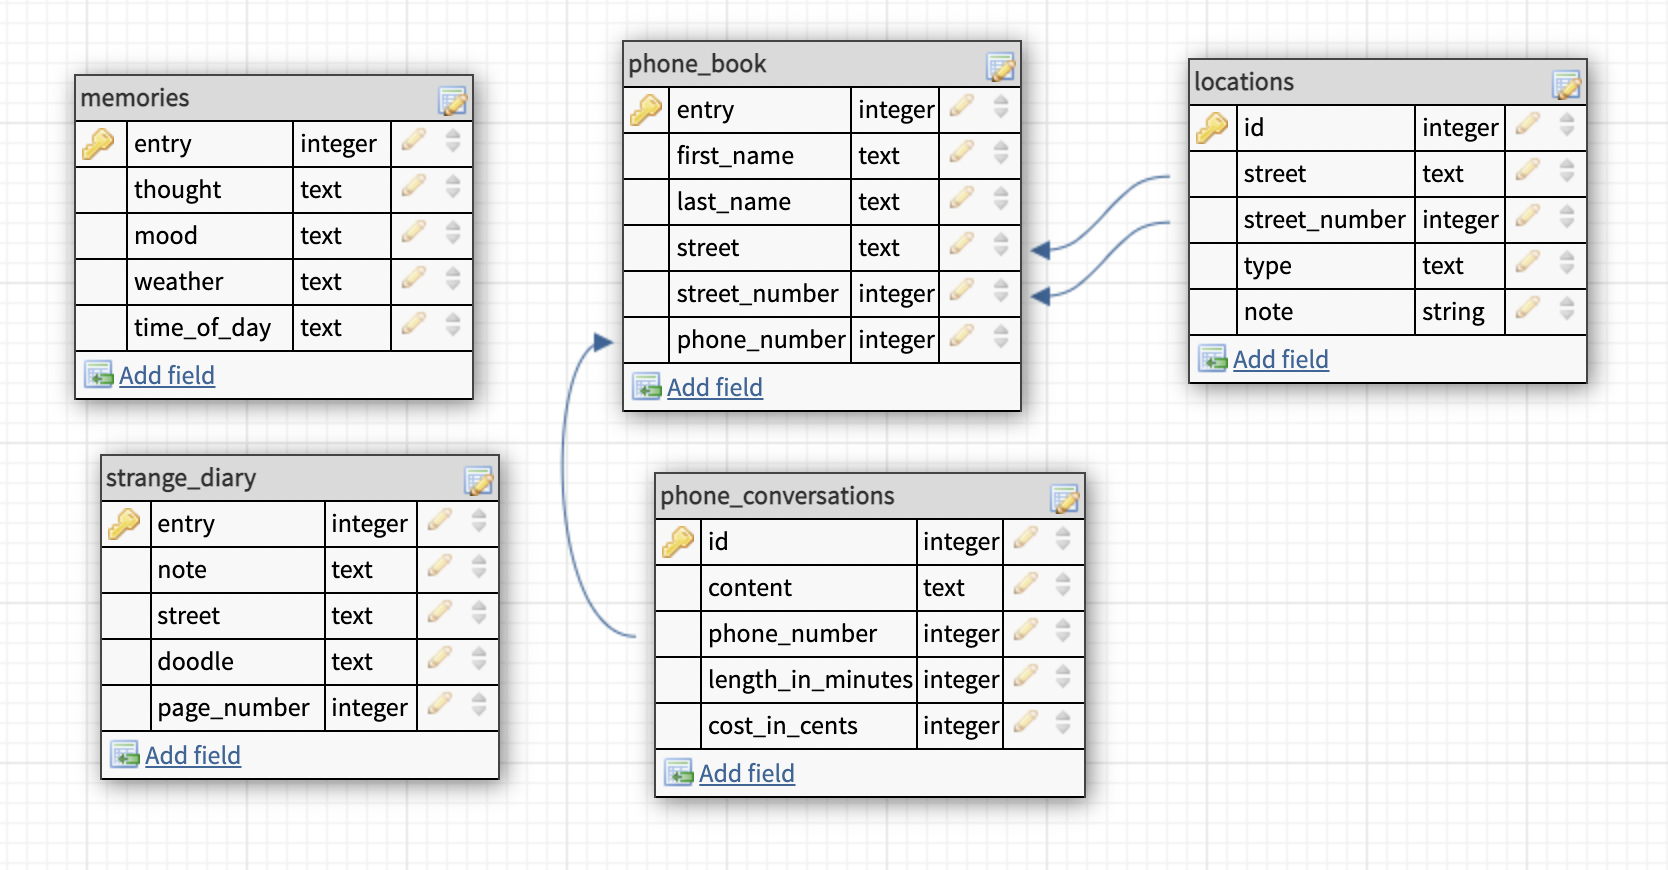 memories
entry integer
thought text
mood text
weather text
time_of_day text
Add field
phone_book
entry integer
first_name text
last_name text
street text
street_number integer
phone_number integer
Add field
locations
id integer
street text
street_number integer
type text
note string
Add field
strange_diary
entry integer
note text
street text
doodle text
page_number integer
Add field
phone_conversations
id integer
content text
phone_number integer
length_in_minutes integer
cost_in_cents integer
Add field